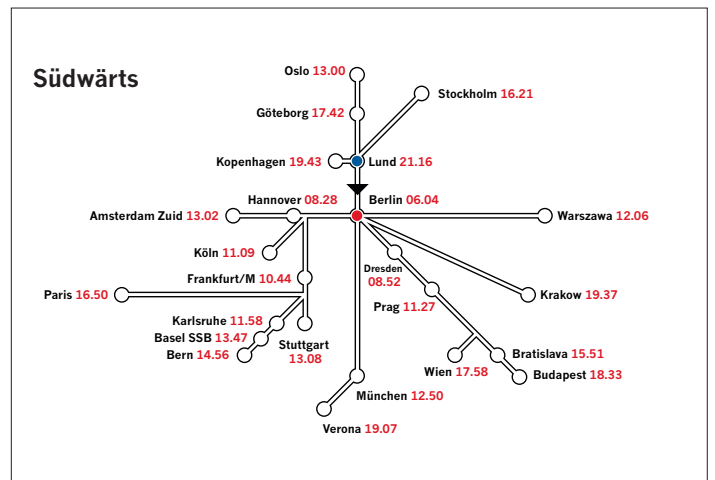 Südwärts
Oslo 13.00
Stockholm 16.21
Göteborg 17.42
Kopenhagen 19.43
Lund 21.16
Hannover 08.28
Berlin 06.04
Amsterdam Zuid 13.02
Warszawa 12.06
Köln 11.09
Dresden
08.52
Frankfurt/M 10.44
Paris 16.50
Krakow 19.37
Prag 11.27
Karlsruhe 11.58
Basel SSB 13.47
Bern 14.56
Stuttgart
13.08
Wien 17.58
Bratislava 15.51
Budapest 18.33
München 12.50
Verona 19.07